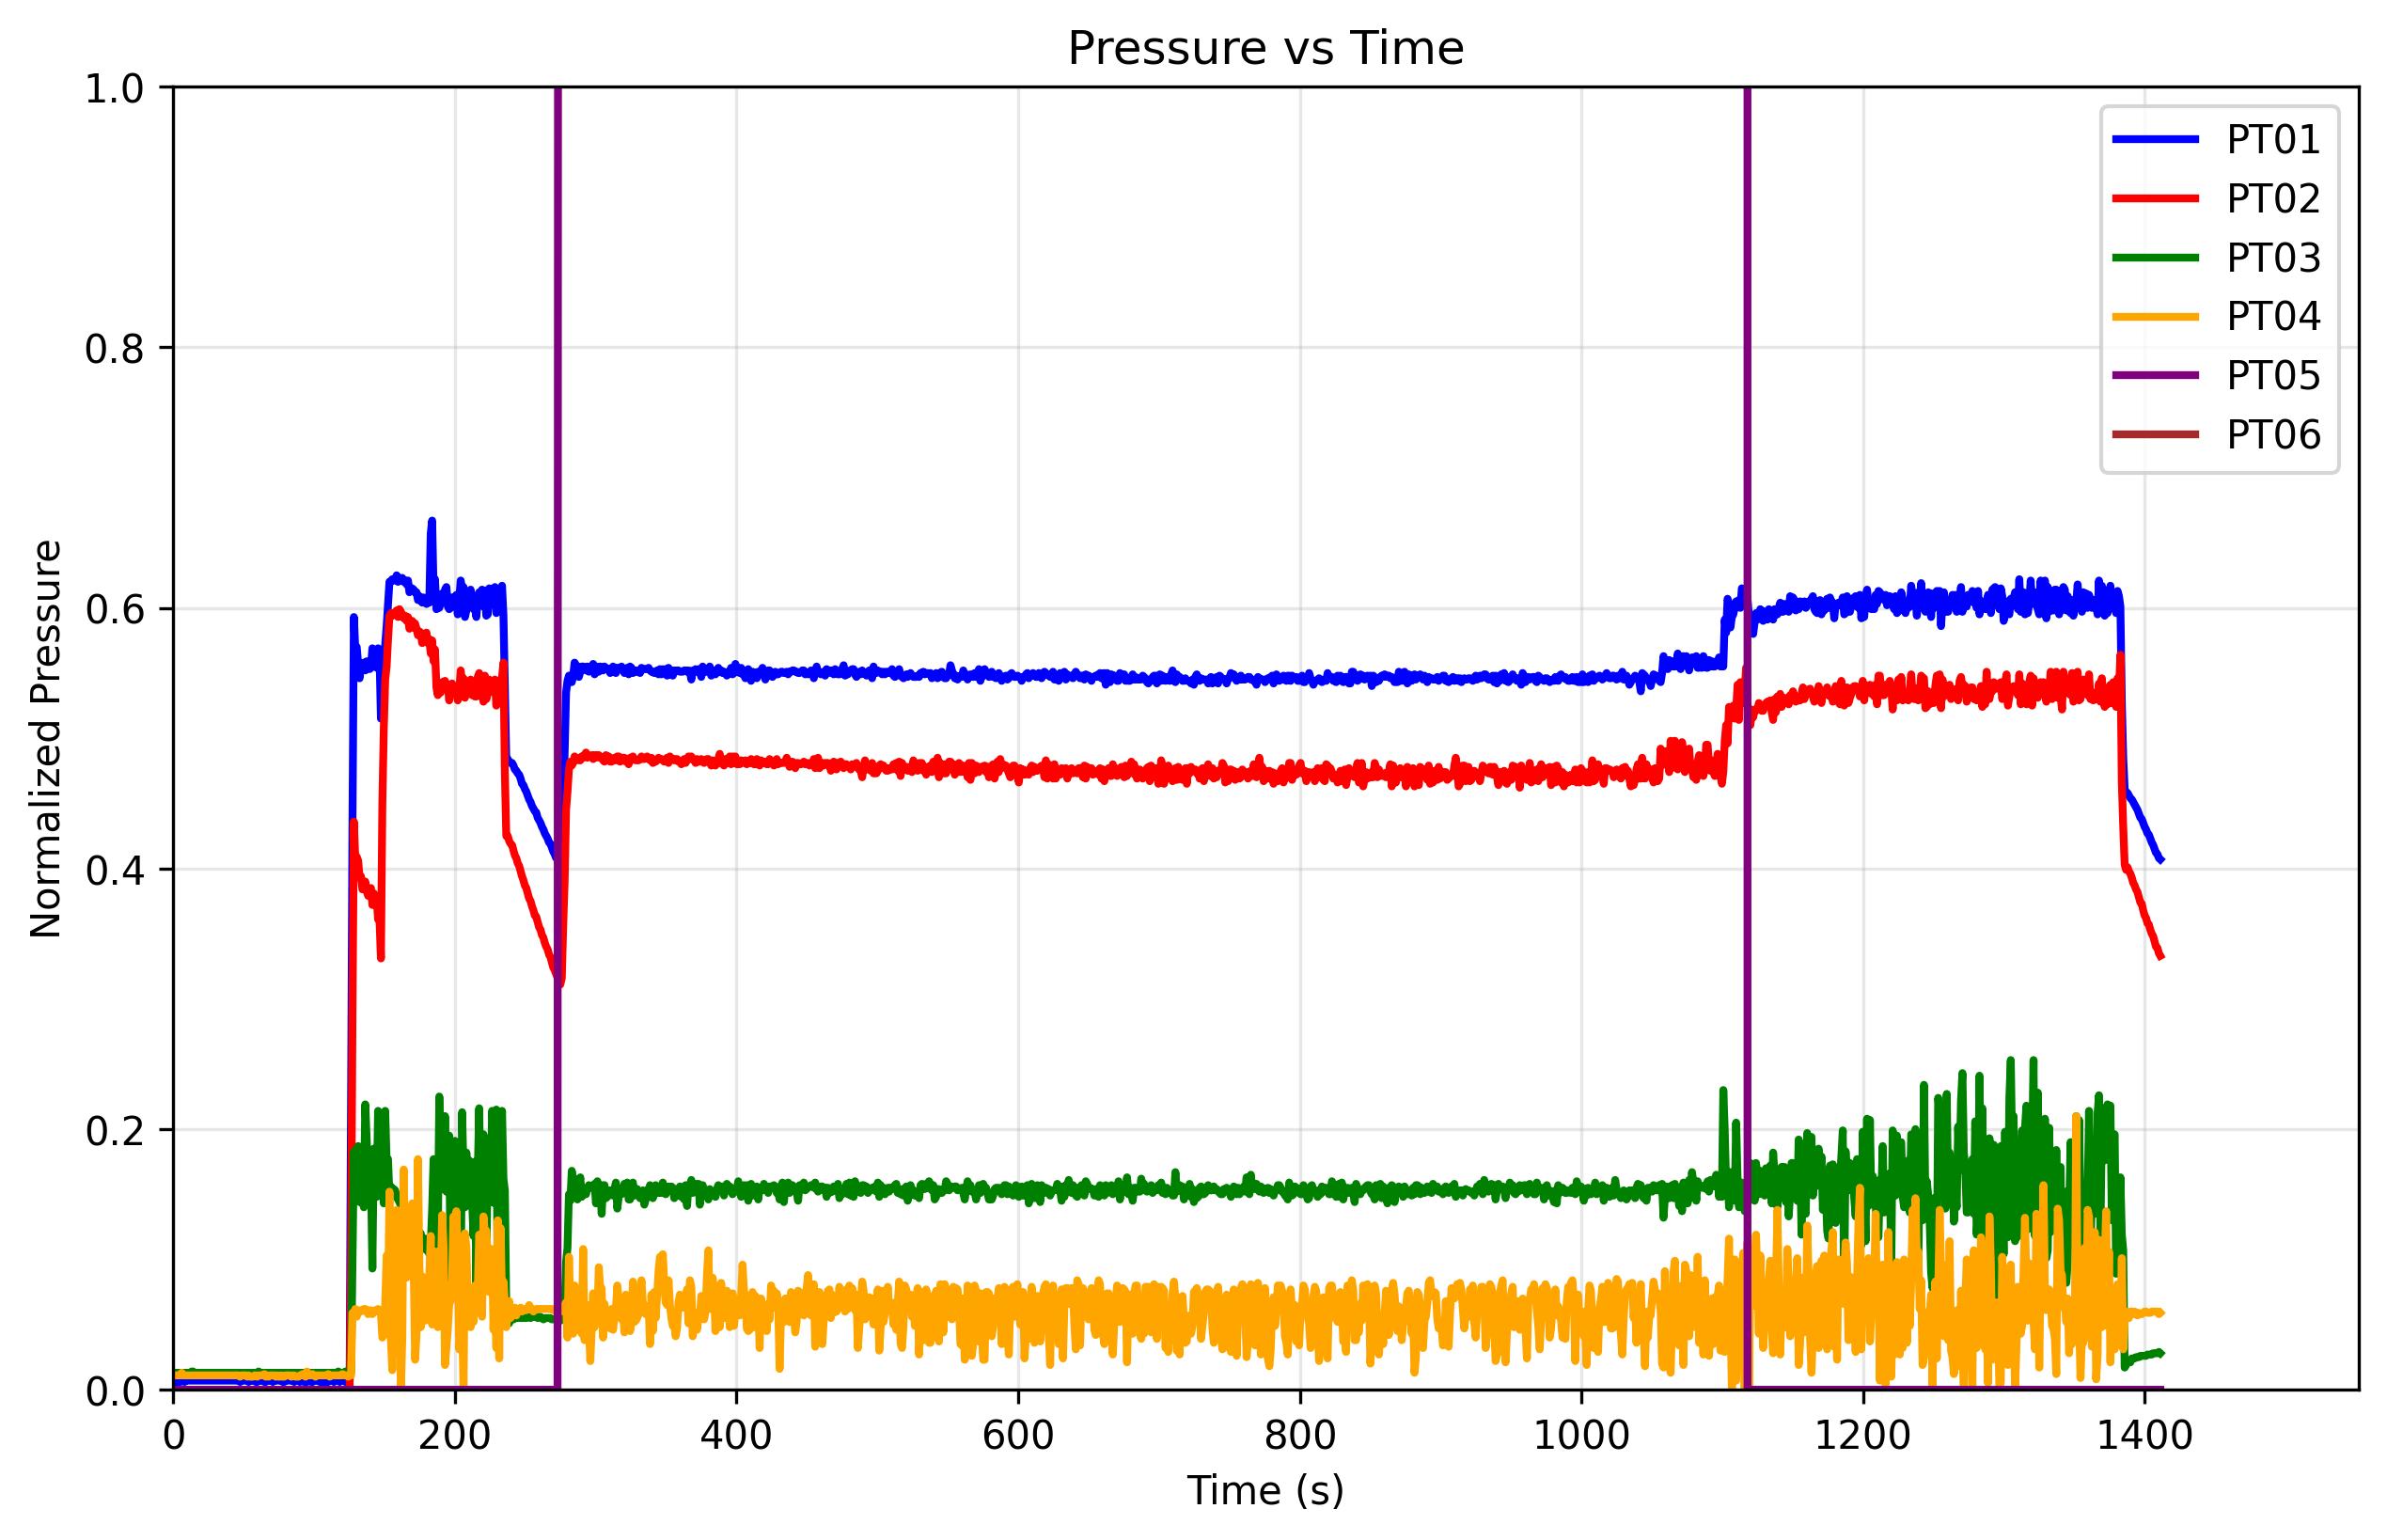 Pressure vs Time
1.0
0.8
0.6
0.4
0.2
0.0
Normalized Pressure
0 200 400 600 800 1000 1200 1400
Time (s)
PT01
PT02
PT03
PT04
PT05
PT06